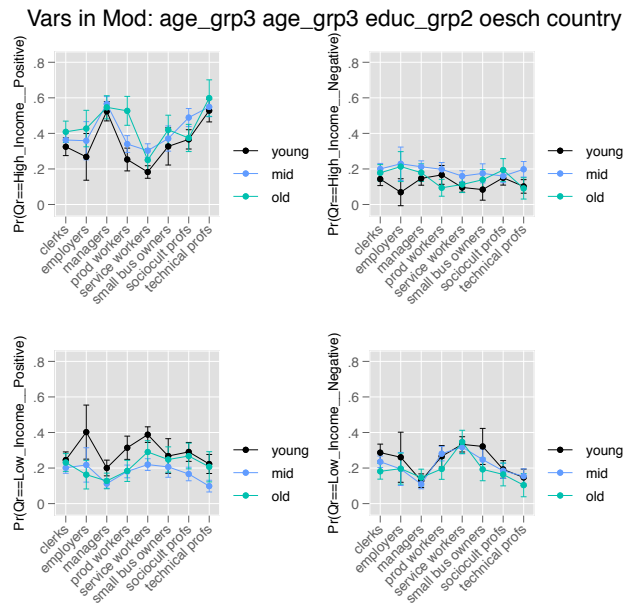 Vars in Mod: age_grp3 age_grp3 educ_grp2 oesch country
Pr(Qr==High_Income__Positive)
.8
.6
.4
.2
0
clerks
employers
managers
prod workers
service workers
small bus owners
sociocult profs
technical profs
young
mid
old
Pr(Qr==High_Income__Negative)
.8
.6
.4
.2
0
clerks
employers
managers
prod workers
service workers
small bus owners
sociocult profs
technical profs
young
mid
old
Pr(Qr==Low_Income__Positive)
.8
.6
.4
.2
0
clerks
employers
managers
prod workers
service workers
small bus owners
sociocult profs
technical profs
young
mid
old
Pr(Qr==Low_Income__Negative)
.8
.6
.4
.2
0
clerks
employers
managers
prod workers
service workers
small bus owners
sociocult profs
technical profs
young
mid
old